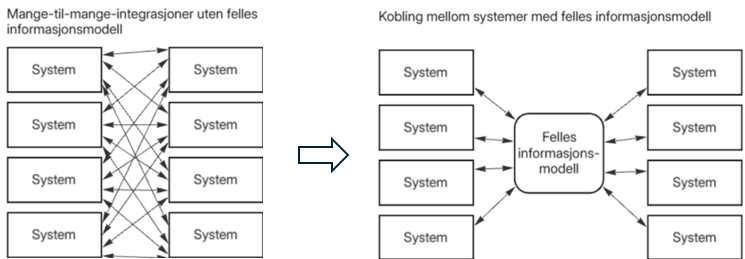 Mange-til-mange-integrasjoner uten felles
informasjonsmodell
System
System
System
System
System
System
System
System
Kobling mellom systemer med felles informasjonsmodell
System
System
System
System
Felles
informasjons-
modell
System
System
System
System